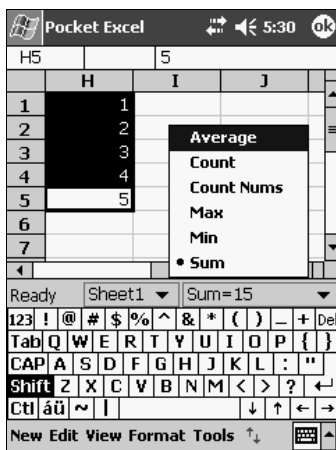 Pocket Excel 5:30 ok
H5 5
H I J
1 1
2 2
3 3
4 4
5 5
6
7
Average
Count
Count Nums
Max
Min
• Sum
Ready Sheet1 Sum=15
123 ! @ # $ % ^ & * ( ) _ + Del
Tab Q W E R T Y U I O P { }
CAP A S D F G H J K L : "
Shift Z X C V B N M < > ? ↵
Ctl áü ~ | ↓ ↑ ← →
New Edit View Format Tools ↑↓